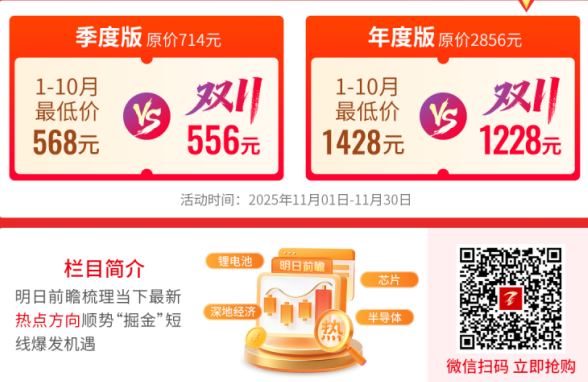 季度版 原价714元
1-10月
最低价
568元
VS
双11
556元
年度版 原价2856元
1-10月
最低价
1428元
VS
双11
1228元
活动时间：2025年11月01日-11月30日
栏目简介
明日前瞻梳理当下最新
热点方向顺势“掘金”短
线爆发机遇
锂电池
明日前瞻
芯片
深地经济
半导体
热
微信扫码 立即抢购